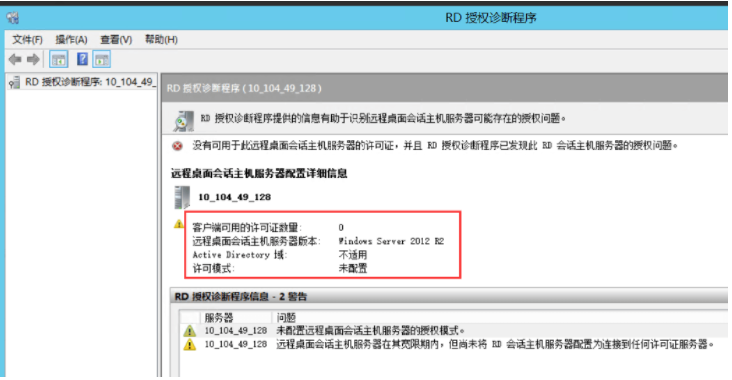 RD 授权诊断程序
文件(F) 操作(A) 查看(V) 帮助(H)
RD 授权诊断程序: 10_104_49_
RD 授权诊断程序 ( 10_104_49_128 )
RD 授权诊断程序提供的信息有助于识别远程桌面会话主机服务器可能存在的授权问题。
没有可用于此远程桌面会话主机服务器的许可证，并且 RD 授权诊断程序已发现此 RD 会话主机服务器的授权问题。
远程桌面会话主机服务器配置详细信息
10_104_49_128
客户端可用的许可证数量: 0
远程桌面会话主机服务器版本: Windows Server 2012 R2
Active Directory 域: 不适用
许可模式: 未配置
RD 授权诊断程序信息 - 2 警告
服务器 问题
10_104_49_128 未配置远程桌面会话主机服务器的授权模式。
10_104_49_128 远程桌面会话主机服务器在其宽限期内，但尚未将 RD 会话主机服务器配置为连接到任何许可证服务器。